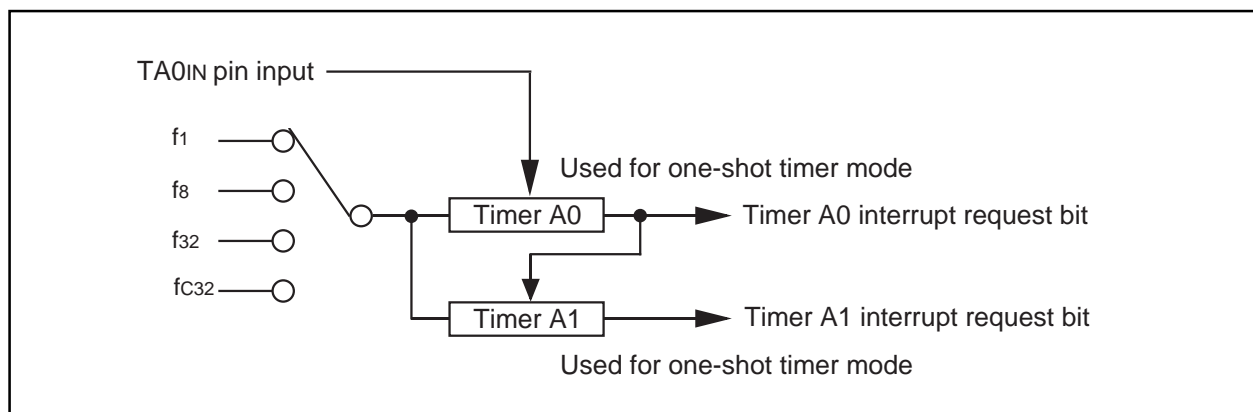 TA0IN pin input
f1
f8
f32
fC32
Used for one-shot timer mode
Timer A0
Timer A0 interrupt request bit
Timer A1
Timer A1 interrupt request bit
Used for one-shot timer mode